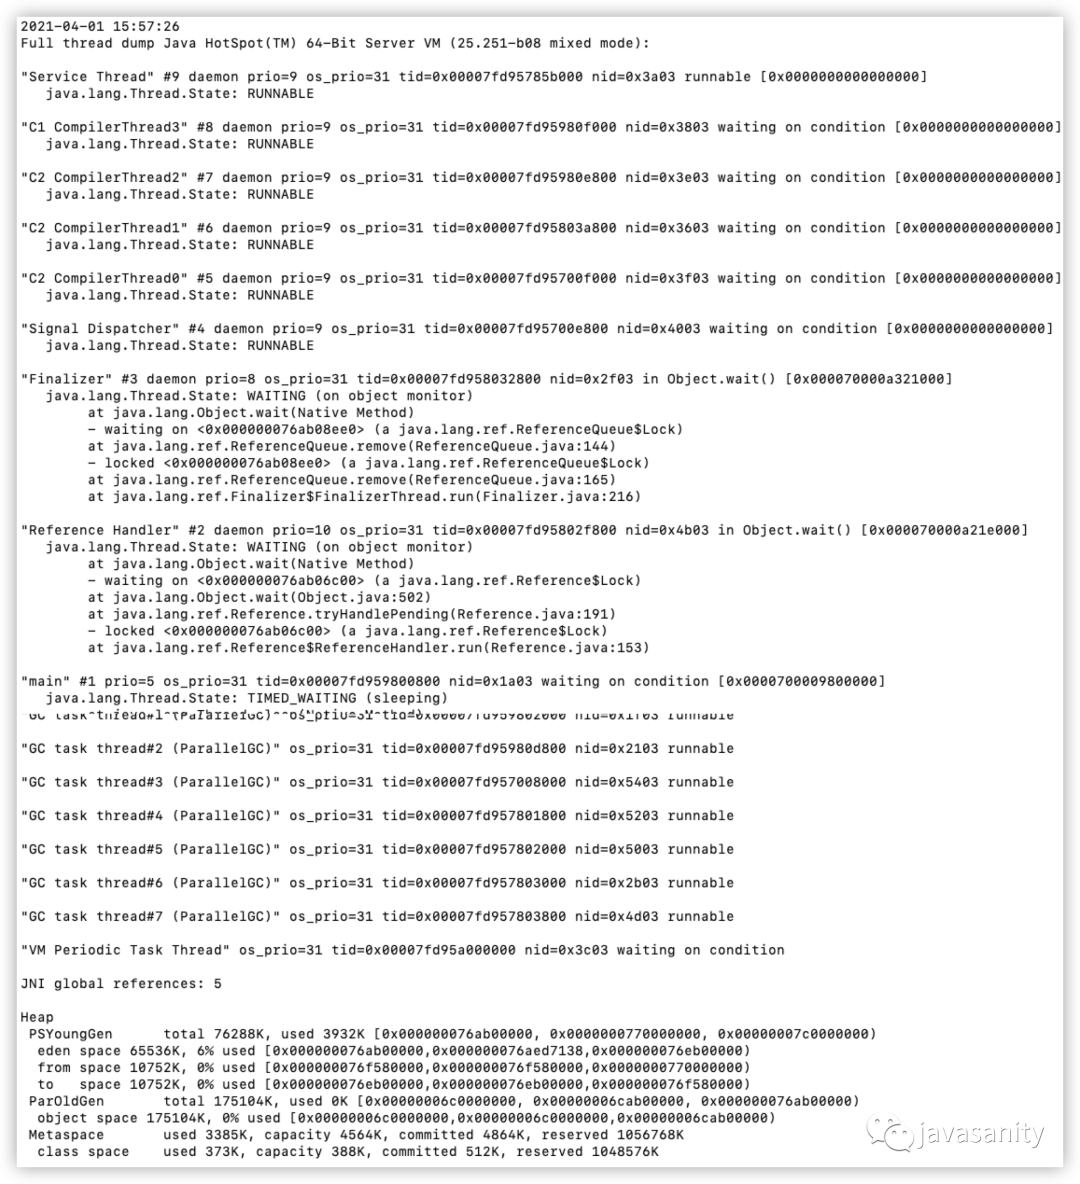 2021-04-01 15:57:26
Full thread dump Java HotSpot(TM) 64-Bit Server VM (25.251-b08 mixed mode):
"Service Thread" #9 daemon prio=9 os_prio=31 tid=0x00007fd95785b000 nid=0x3a03 runnable [0x0000000000000000]
java.lang.Thread.State: RUNNABLE
"C1 CompilerThread3" #8 daemon prio=9 os_prio=31 tid=0x00007fd95980f000 nid=0x3803 waiting on condition [0x0000000000000000]
java.lang.Thread.State: RUNNABLE
"C2 CompilerThread2" #7 daemon prio=9 os_prio=31 tid=0x00007fd95980e800 nid=0x3e03 waiting on condition [0x0000000000000000]
java.lang.Thread.State: RUNNABLE
"C2 CompilerThread1" #6 daemon prio=9 os_prio=31 tid=0x00007fd95803a800 nid=0x3603 waiting on condition [0x0000000000000000]
java.lang.Thread.State: RUNNABLE
"C2 CompilerThread0" #5 daemon prio=9 os_prio=31 tid=0x00007fd95700f000 nid=0x3f03 waiting on condition [0x0000000000000000]
java.lang.Thread.State: RUNNABLE
"Signal Dispatcher" #4 daemon prio=9 os_prio=31 tid=0x00007fd95700e800 nid=0x4003 waiting on condition [0x0000000000000000]
java.lang.Thread.State: RUNNABLE
"Finalizer" #3 daemon prio=8 os_prio=31 tid=0x00007fd958032800 nid=0x2f03 in Object.wait() [0x000070000a321000]
java.lang.Thread.State: WAITING (on object monitor)
at java.lang.Object.wait(Native Method)
- waiting on <0x000000076ab08ee0> (a java.lang.ref.ReferenceQueue$Lock)
at java.lang.ref.ReferenceQueue.remove(ReferenceQueue.java:144)
- locked <0x000000076ab08ee0> (a java.lang.ref.ReferenceQueue$Lock)
at java.lang.ref.ReferenceQueue.remove(ReferenceQueue.java:165)
at java.lang.ref.Finalizer$FinalizerThread.run(Finalizer.java:216)
"Reference Handler" #2 daemon prio=10 os_prio=31 tid=0x00007fd95802f800 nid=0x4b03 in Object.wait() [0x000070000a21e000]
java.lang.Thread.State: WAITING (on object monitor)
at java.lang.Object.wait(Native Method)
- waiting on <0x000000076ab06c00> (a java.lang.ref.Reference$Lock)
at java.lang.Object.wait(Object.java:502)
at java.lang.ref.Reference.tryHandlePending(Reference.java:191)
- locked <0x000000076ab06c00> (a java.lang.ref.Reference$Lock)
at java.lang.ref.Reference$ReferenceHandler.run(Reference.java:153)
"main" #1 prio=5 os_prio=31 tid=0x00007fd959800800 nid=0x1a03 waiting on condition [0x0000700009800000]
java.lang.Thread.State: TIMED_WAITING (sleeping)
"GC task runnable
"GC task thread#2 (ParallelGC)" os_prio=31 tid=0x00007fd95980d800 nid=0x2103 runnable
"GC task thread#3 (ParallelGC)" os_prio=31 tid=0x00007fd957008000 nid=0x5403 runnable
"GC task thread#4 (ParallelGC)" os_prio=31 tid=0x00007fd957801800 nid=0x5203 runnable
"GC task thread#5 (ParallelGC)" os_prio=31 tid=0x00007fd957802000 nid=0x5003 runnable
"GC task thread#6 (ParallelGC)" os_prio=31 tid=0x00007fd957803000 nid=0x2b03 runnable
"GC task thread#7 (ParallelGC)" os_prio=31 tid=0x00007fd957803800 nid=0x4d03 runnable
"VM Periodic Task Thread" os_prio=31 tid=0x00007fd95a000000 nid=0x3c03 waiting on condition
JNI global references: 5
Heap
PSYoungGen total 76288K, used 3932K [0x000000076ab00000, 0x0000000770000000, 0x00000007c0000000)
eden space 65536K, 6% used [0x000000076ab00000,0x000000076aed7138,0x000000076eb00000)
from space 10752K, 0% used [0x000000076f580000,0x000000076f580000,0x0000000770000000)
to space 10752K, 0% used [0x000000076eb00000,0x000000076eb00000,0x000000076f580000)
ParOldGen total 175104K, used 0K [0x00000006c0000000, 0x00000006cab00000, 0x000000076ab00000)
object space 175104K, 0% used [0x00000006c0000000,0x00000006c0000000,0x00000006cab00000)
Metaspace used 3385K, capacity 4564K, committed 4864K, reserved 1056768K
class space used 373K, capacity 388K, committed 512K, reserved 1048576K
javasanity